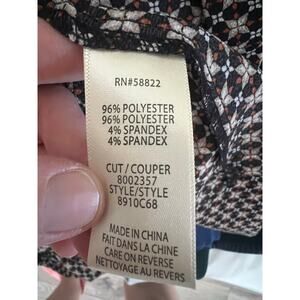 RN#58822
96% POLYESTER
96% POLYESTER
4% SPANDEX
4% SPANDEX
CUT / COUPER
8002357
STYLE/STYLE
8910C68
MADE IN CHINA
FAIT DANS LA CHINE
CARE ON REVERSE
NETTOYAGE AU REVERS